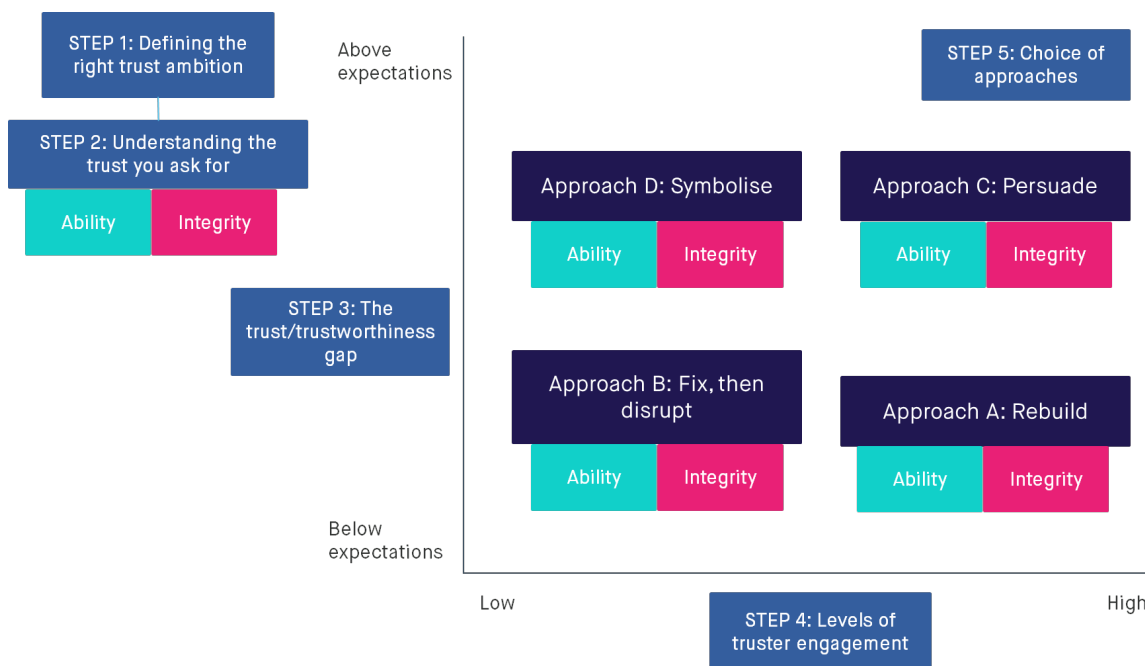 STEP 1: Defining the
right trust ambition
STEP 2: Understanding the
trust you ask for
Ability
Integrity
STEP 3: The
trust/trustworthiness
gap
Above
expectations
Below
expectations
STEP 5: Choice of
approaches
Approach D: Symbolise
Ability
Integrity
Approach C: Persuade
Ability
Integrity
Approach B: Fix, then
disrupt
Ability
Integrity
Approach A: Rebuild
Ability
Integrity
Low
High
STEP 4: Levels of
truster engagement